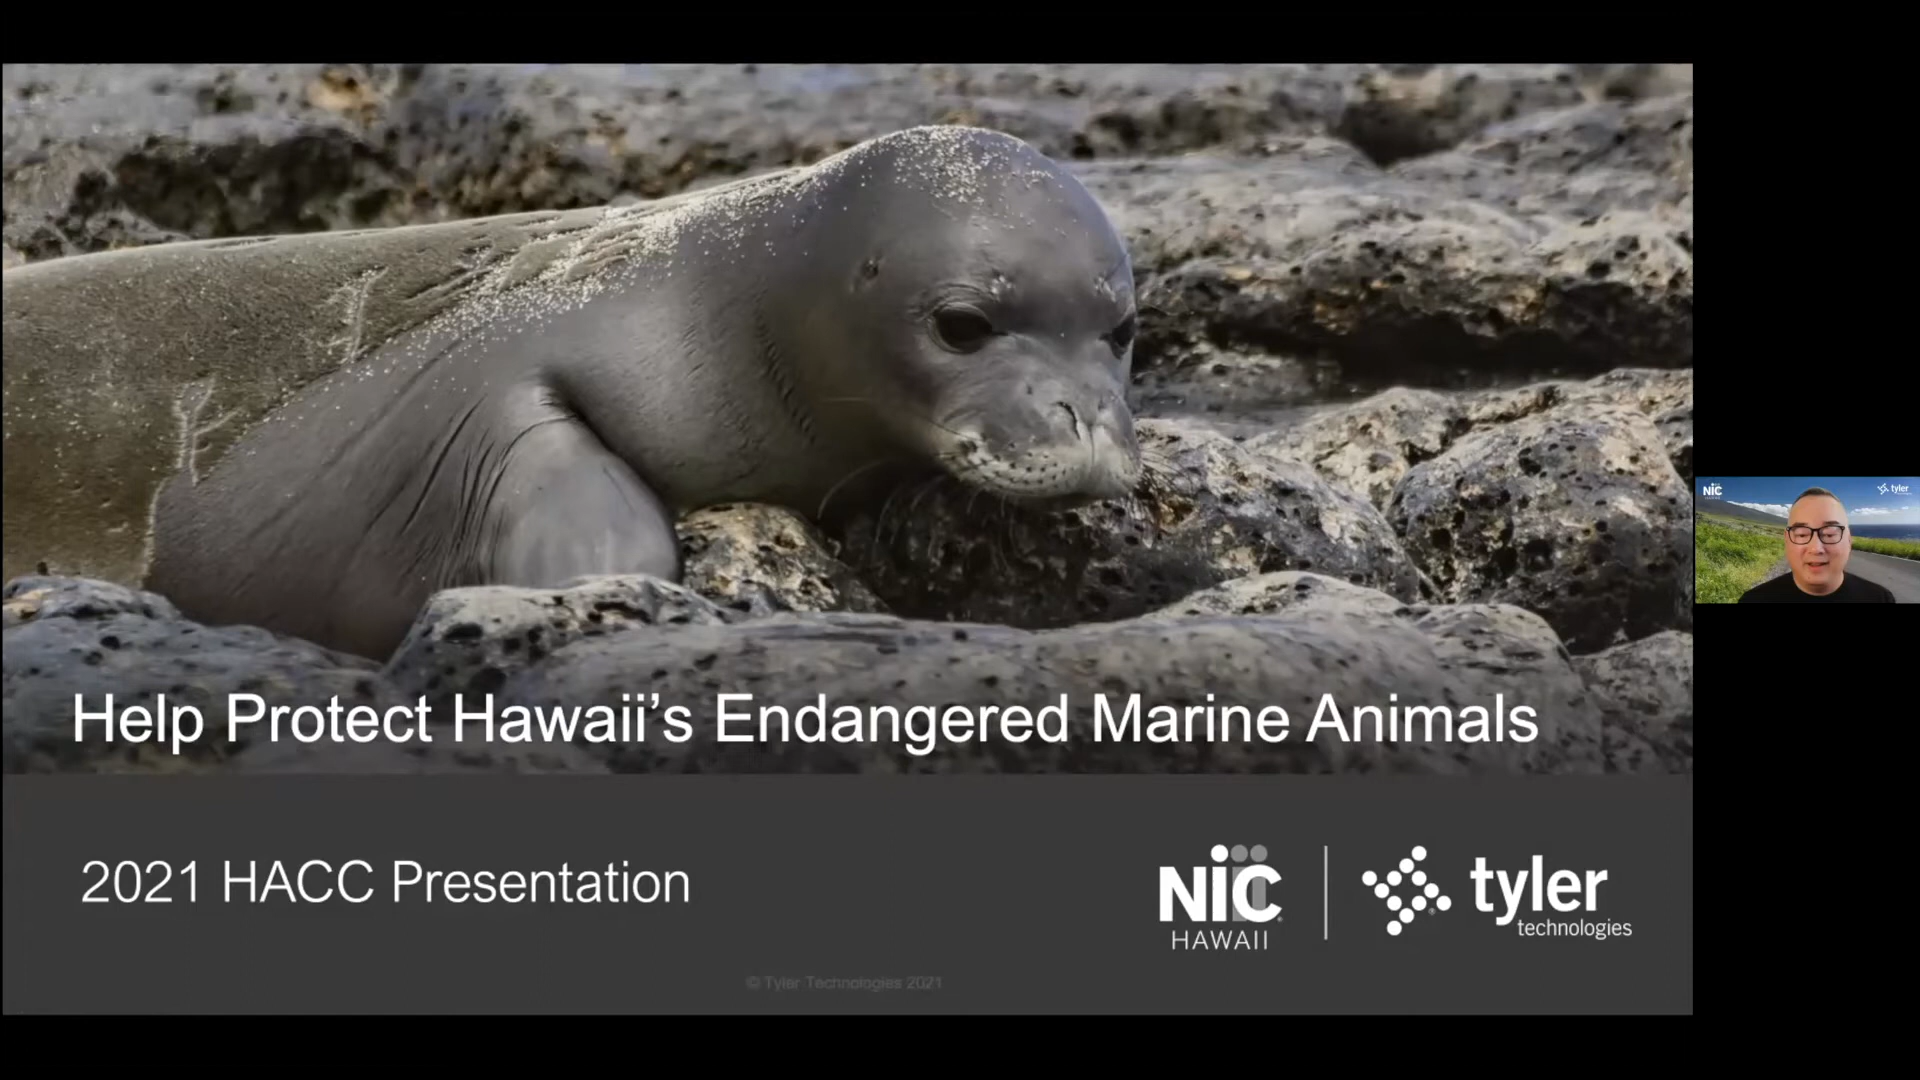 Help Protect Hawaii’s Endangered Marine Animals
2021 HACC Presentation
NIC
HAWAII
tyler
technologies
© Tyler Technologies 2021
NIC
tyler